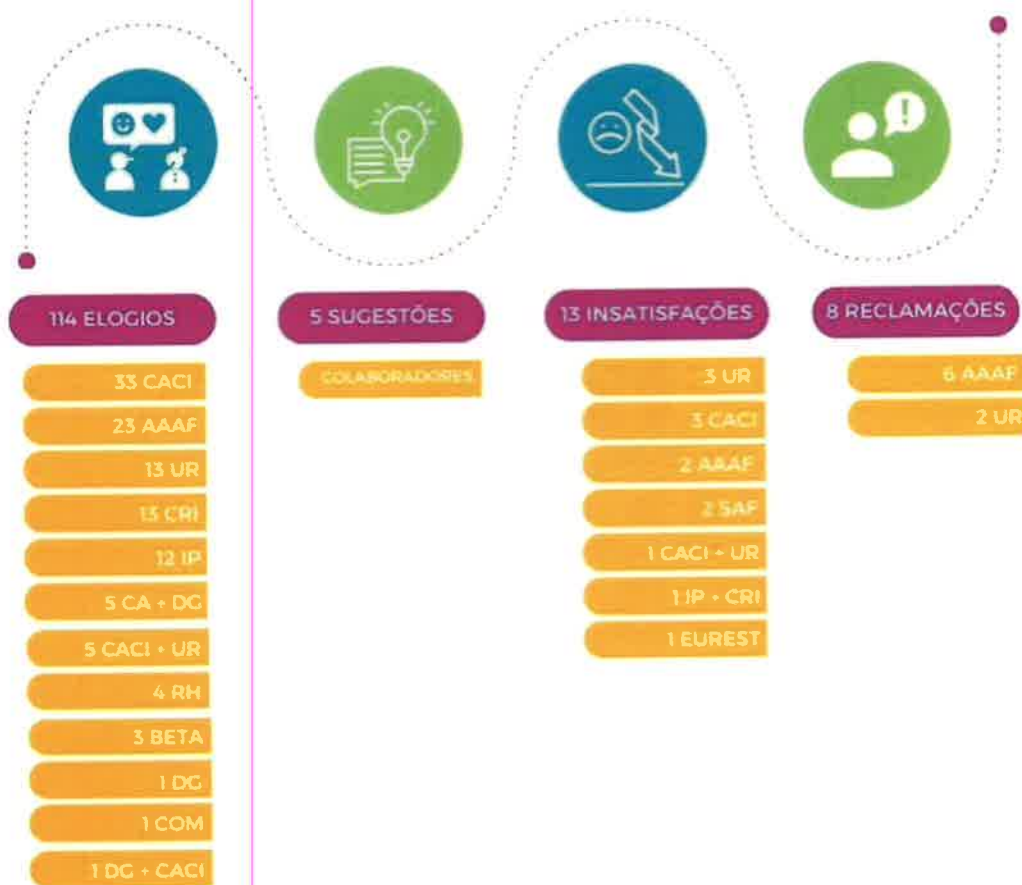 114 ELOGIOS
33 CACI
23 AAAF
13 UR
13 CRI
12 IP
5 CA + DG
5 CACI + UR
4 RH
3 BETA
1 DG
1 COM
1 DG + CACI
5 SUGESTÕES
COLABORADORES
13 INSATISFAÇÕES
3 UR
3 CACI
2 AAAF
2 SAF
1 CACI + UR
1 IP + CRI
1 EUREST
8 RECLAMAÇÕES
6 AAAF
2 UR